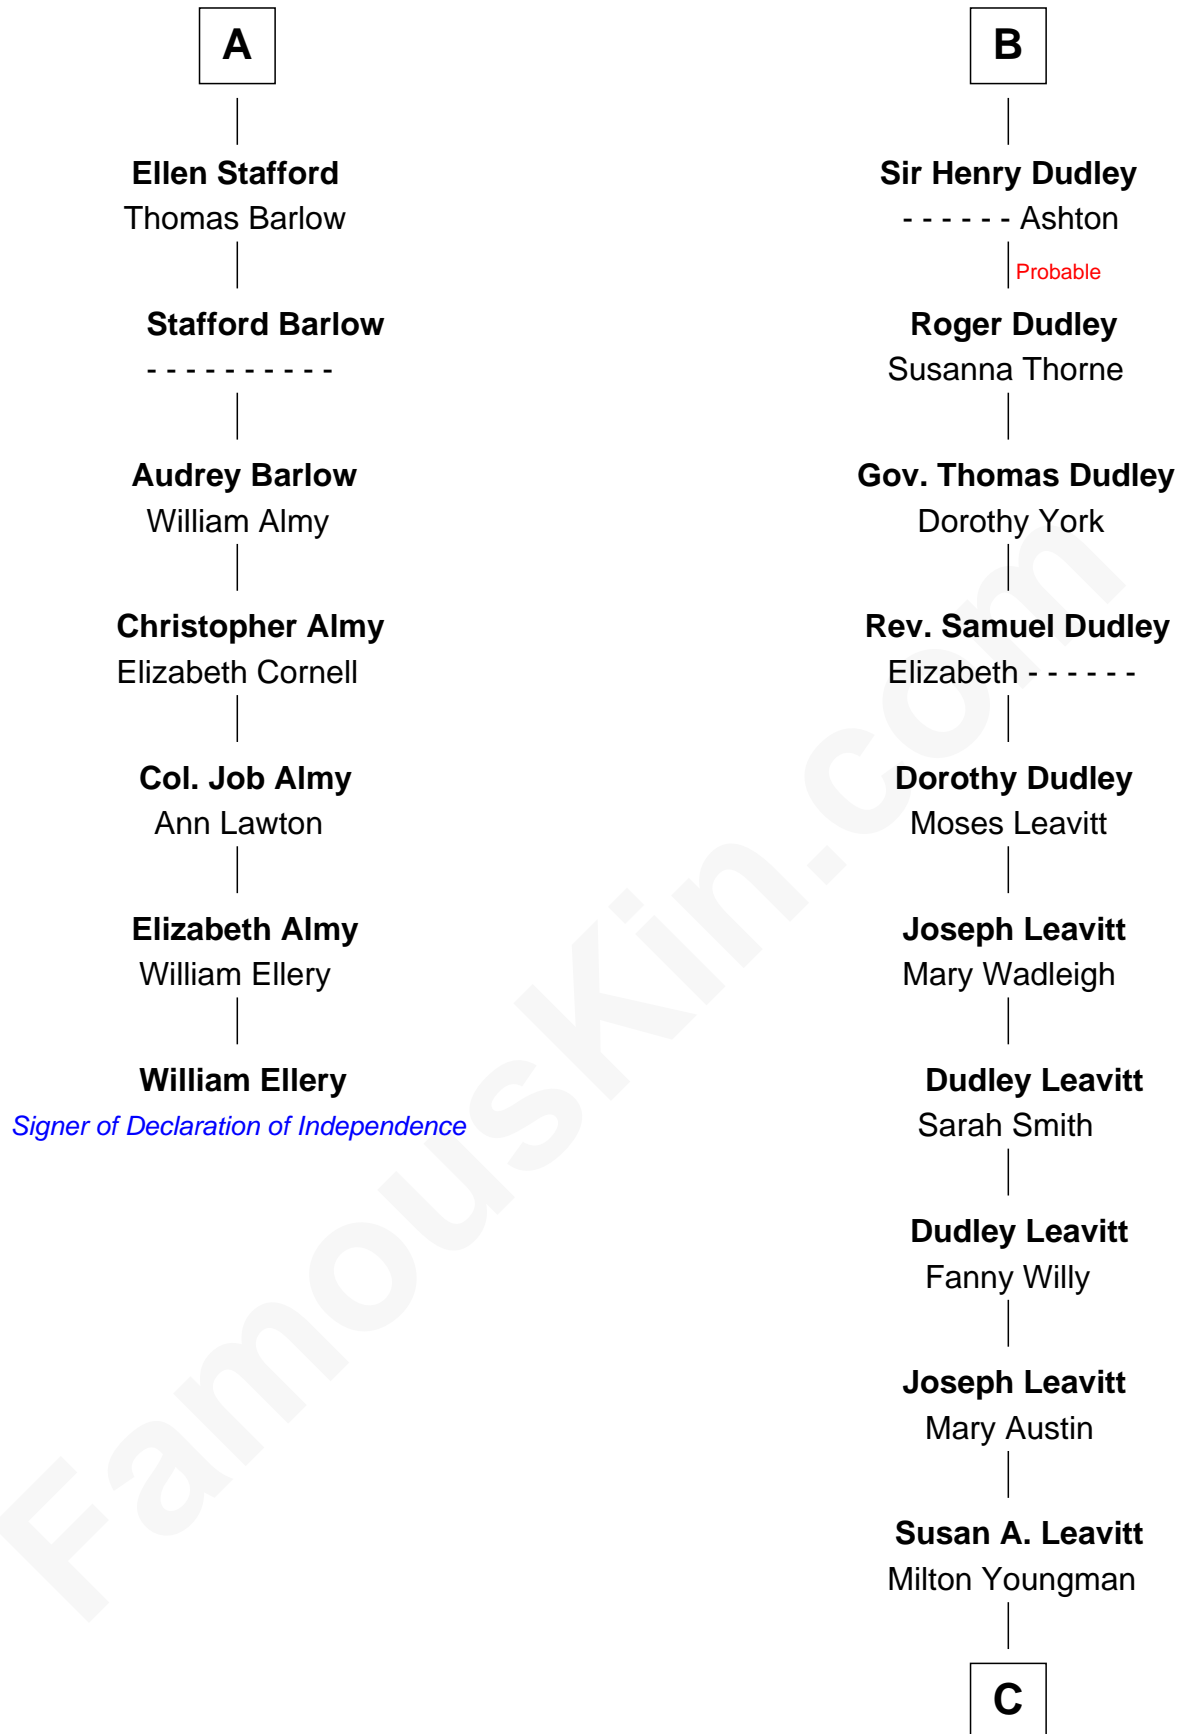 A
Ellen Stafford
Thomas Barlow
Stafford Barlow
- - - - - - - - - -
Audrey Barlow
William Almy
Christopher Almy
Elizabeth Cornell
Col. Job Almy
Ann Lawton
Elizabeth Almy
William Ellery
William Ellery
Signer of Declaration of Independence
B
Sir Henry Dudley
- - - - - - Ashton
Probable
Roger Dudley
Susanna Thorne
Gov. Thomas Dudley
Dorothy York
Rev. Samuel Dudley
Elizabeth - - - - - -
Dorothy Dudley
Moses Leavitt
Joseph Leavitt
Mary Wadleigh
Dudley Leavitt
Sarah Smith
Dudley Leavitt
Fanny Willy
Joseph Leavitt
Mary Austin
Susan A. Leavitt
Milton Youngman
C
FamousKin.com